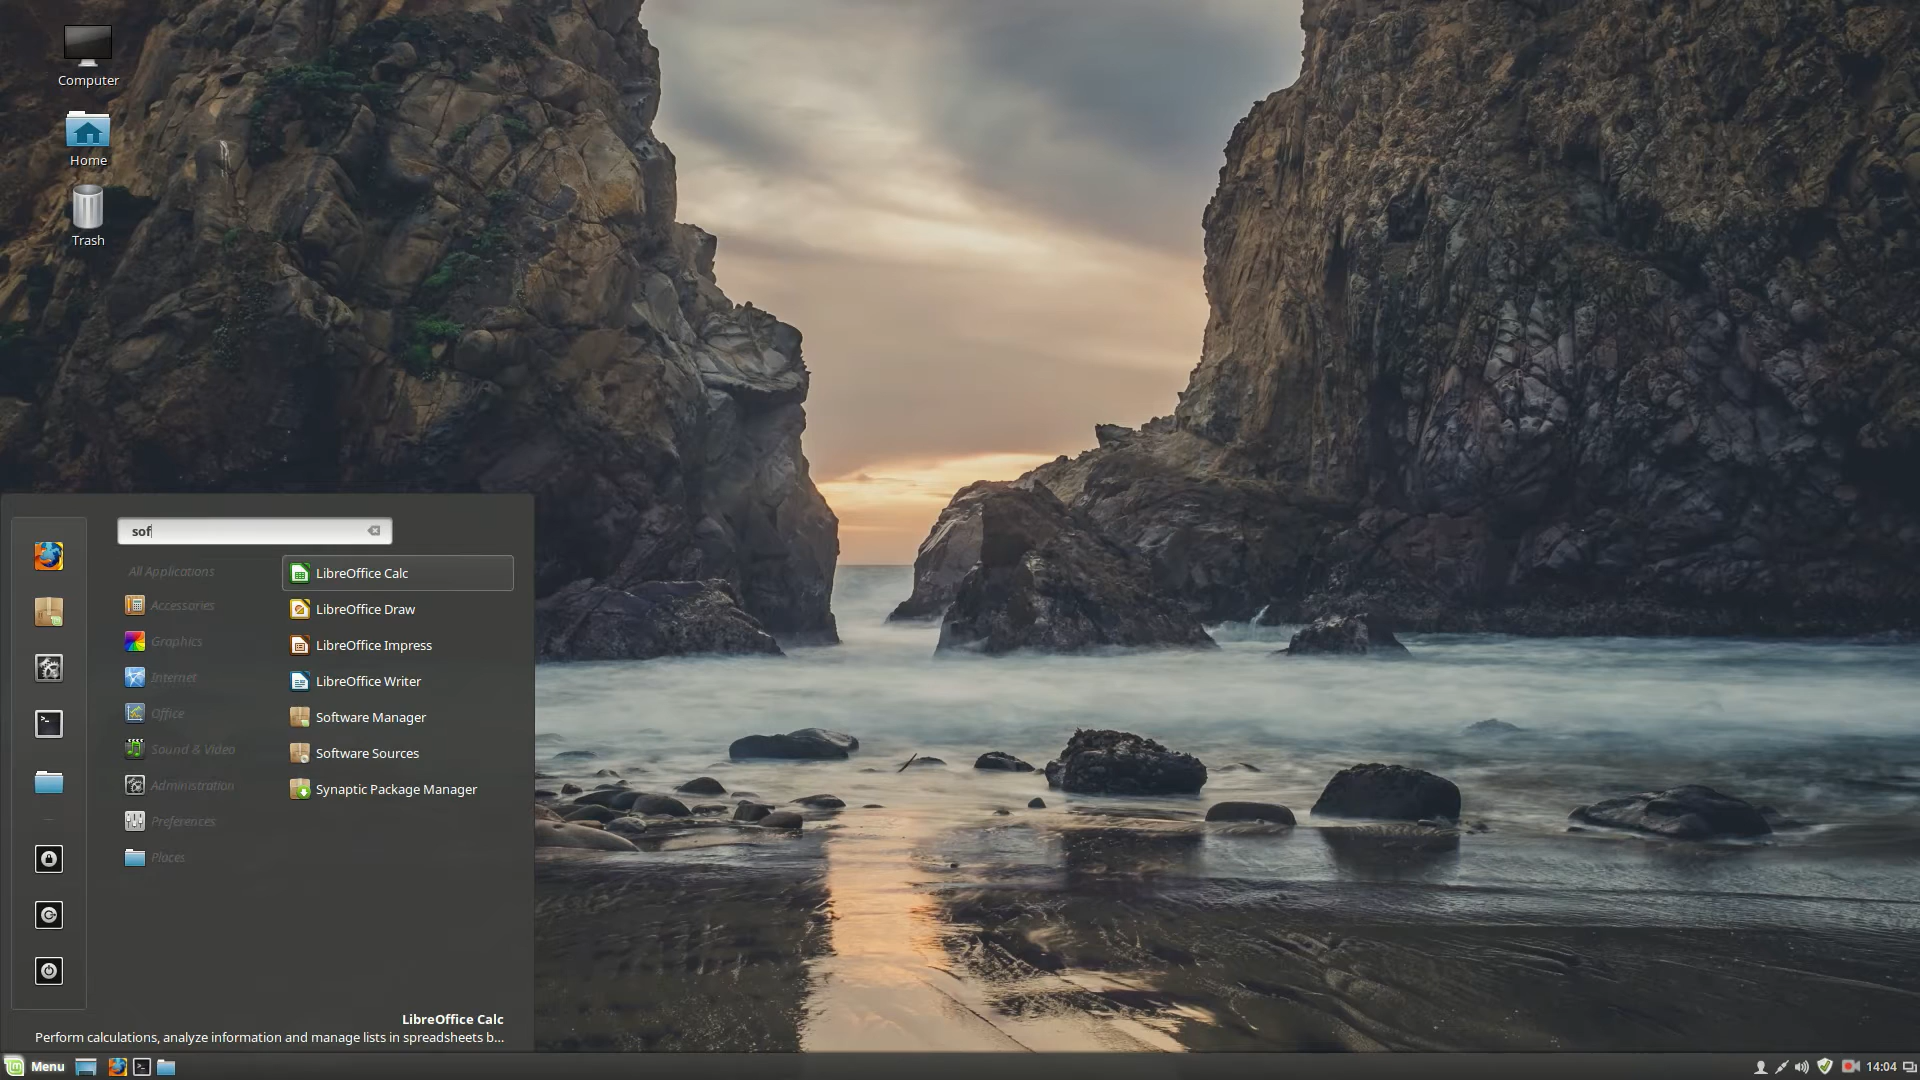 Computer
Home
Trash
sof
All Applications
Accessories
Graphics
Internet
Office
Sound & Video
Administration
Preferences
Places
LibreOffice Calc
LibreOffice Draw
LibreOffice Impress
LibreOffice Writer
Software Manager
Software Sources
Synaptic Package Manager
LibreOffice Calc
Perform calculations, analyze information and manage lists in spreadsheets b...
Menu
14:04